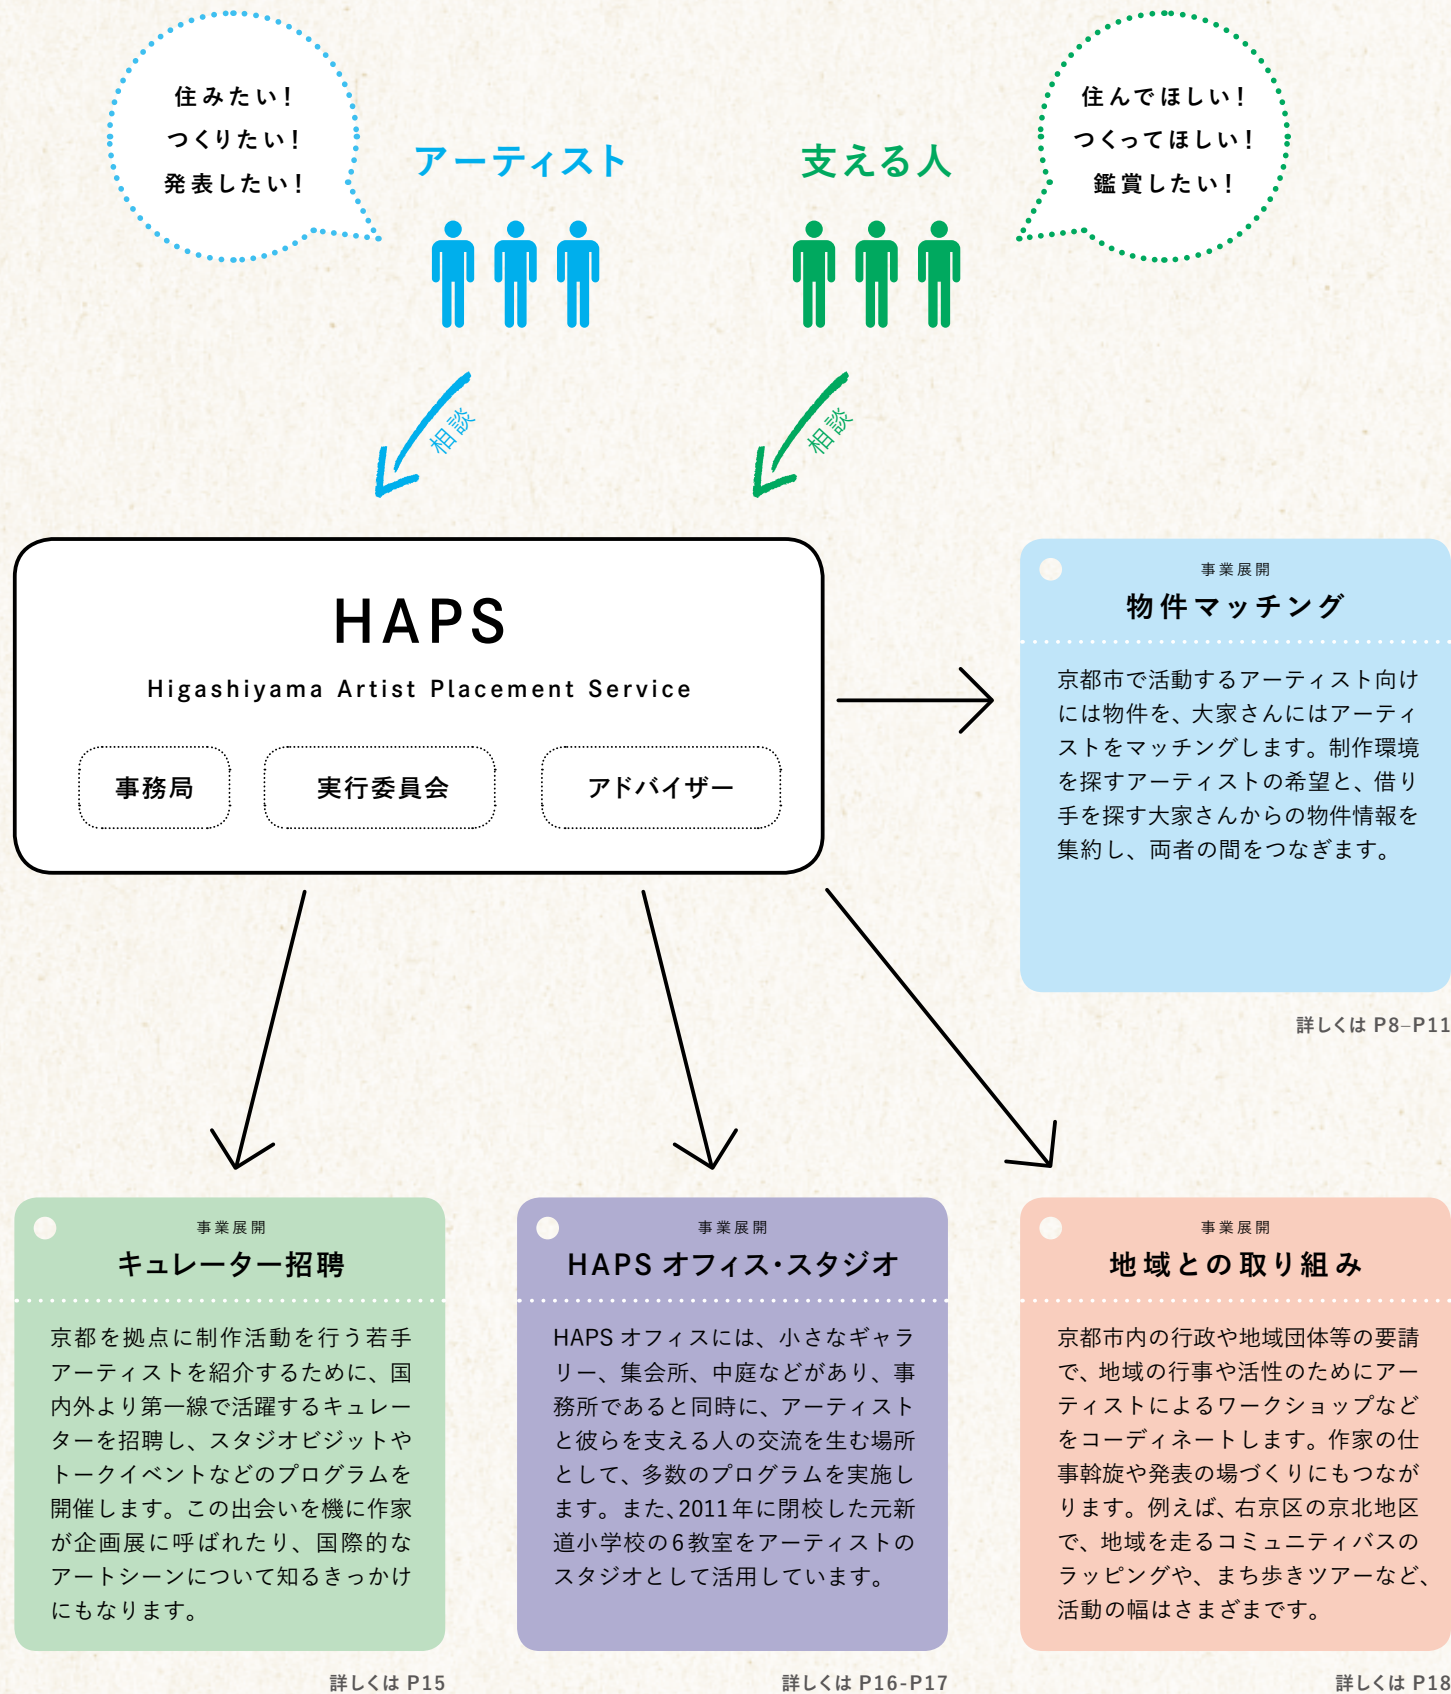 住みたい！
つくりたい！
発表したい！
アーティスト
支える人
住んでほしい！
つくってほしい！
鑑賞したい！
相談
相談
HAPS
Higashiyama Artist Placement Service
事務局
実行委員会
アドバイザー
事業展開
物件マッチング
京都市で活動するアーティスト向け
には物件を、大家さんにはアーティ
ストをマッチングします。制作環境
を探すアーティストの希望と、借り
手を探す大家さんからの物件情報を
集約し、両者の間をつなぎます。
詳しくは P8–P11
事業展開
キュレーター招聘
京都を拠点に制作活動を行う若手
アーティストを紹介するために、国
内外より第一線で活躍するキュレー
ターを招聘し、スタジオビジットや
トークイベントなどのプログラムを
開催します。この出会いを機に作家
が企画展に呼ばれたり、国際的な
アートシーンについて知るきっかけ
にもなります。
詳しくは P15
事業展開
HAPS オフィス・スタジオ
HAPS オフィスには、小さなギャラ
リー、集会所、中庭などがあり、事
務所であると同時に、アーティスト
と彼らを支える人の交流を生む場所
として、多数のプログラムを実施し
ます。また、2011年に閉校した元新
道小学校の6教室をアーティストの
スタジオとして活用しています。
詳しくは P16-P17
事業展開
地域との取り組み
京都市内の行政や地域団体等の要請
で、地域の行事や活性のためにアー
ティストによるワークショップなど
をコーディネートします。作家の仕
事斡旋や発表の場づくりにもつなが
ります。例えば、右京区の京北地区
で、地域を走るコミュニティバスの
ラッピングや、まち歩きツアーなど、
活動の幅はさまざまです。
詳しくは P18